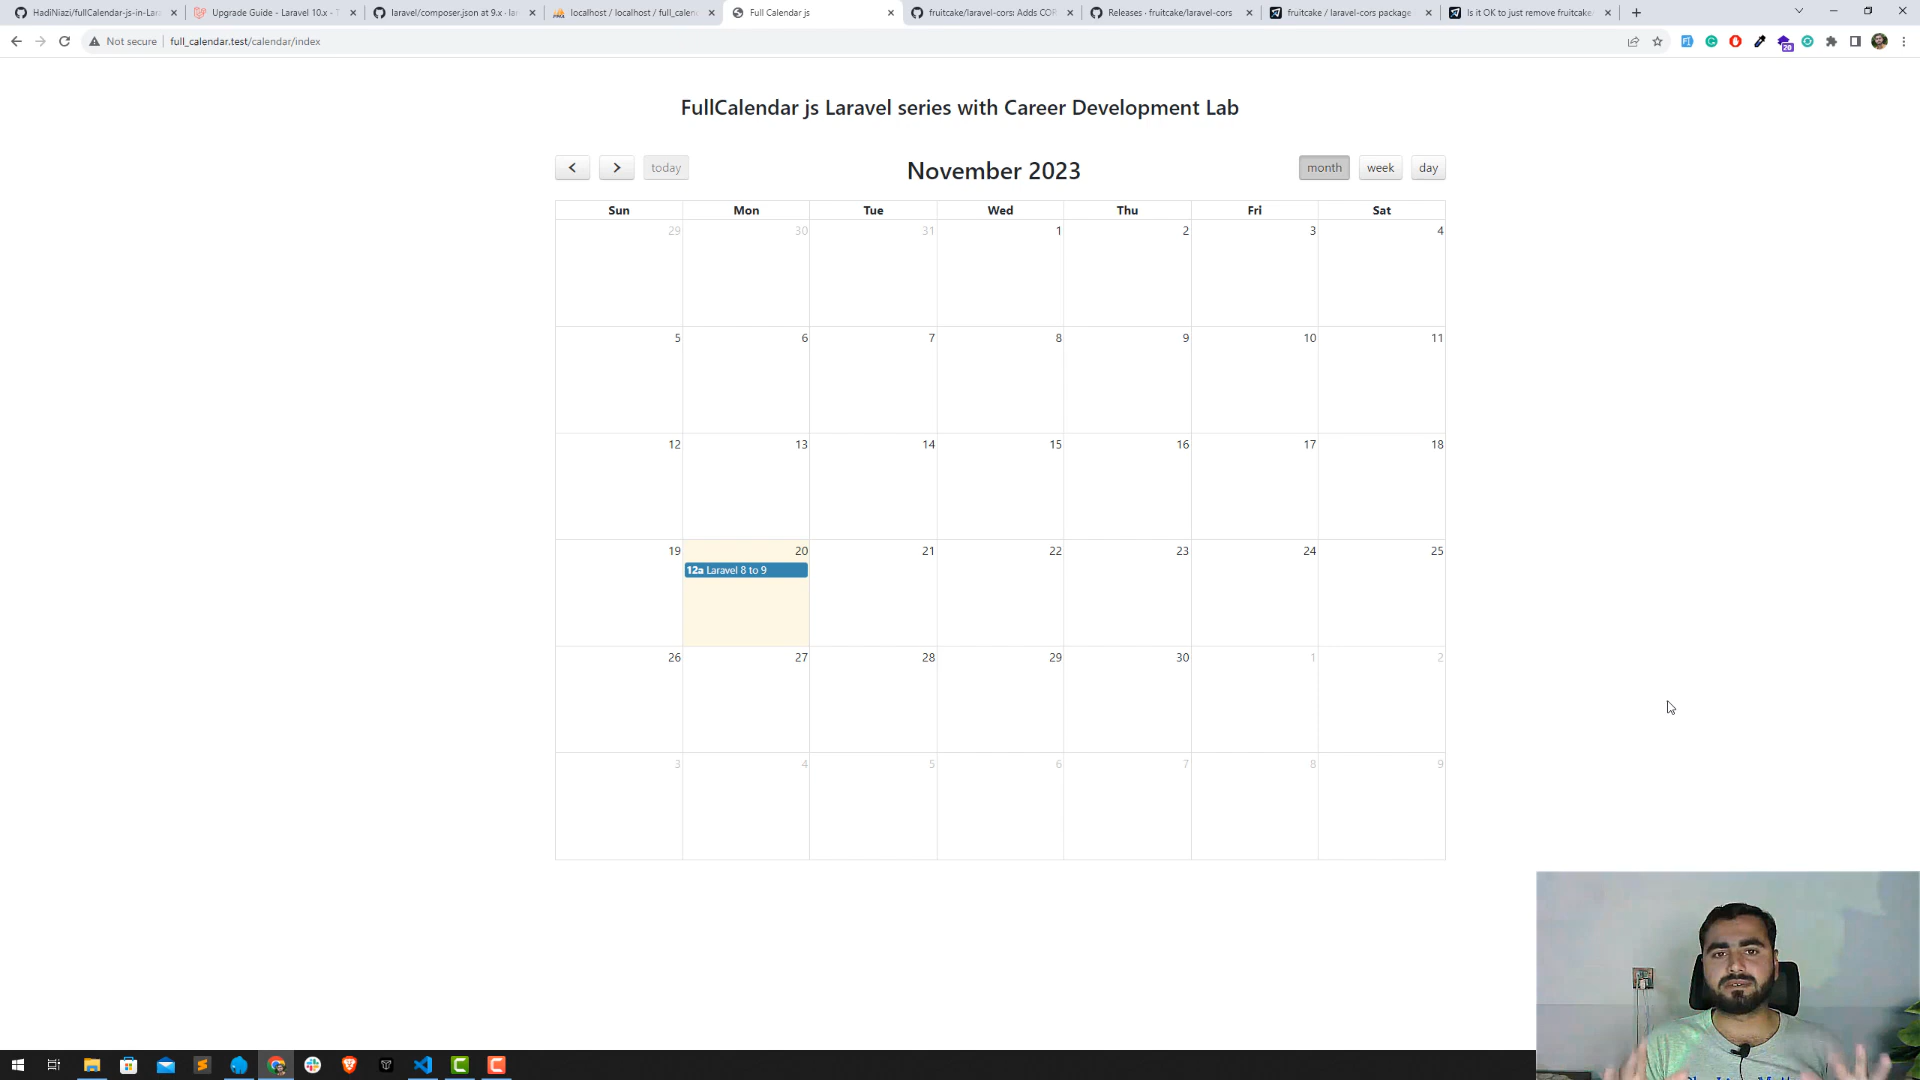 HadiNiazi/fullCalendar-js-in-Lar
Upgrade Guide - Laravel 10.x - T
laravel/composer.json at 9.x · la
localhost / localhost / full_calen
Full Calendar js
fruitcake/laravel-cors: Adds COR
Releases · fruitcake/laravel-cors
fruitcake / laravel-cors package
Is it OK to just remove fruitcake
Not secure
full_calendar.test/calendar/index
20
FullCalendar js Laravel series with Career Development Lab
today
November 2023
month week day
Sun Mon Tue Wed Thu Fri Sat
29 30 31 1 2 3 4
5 6 7 8 9 10 11
12 13 14 15 16 17 18
19 20 21 22 23 24 25
12a Laravel 8 to 9
26 27 28 29 30 1 2
3 4 5 6 7 8 9